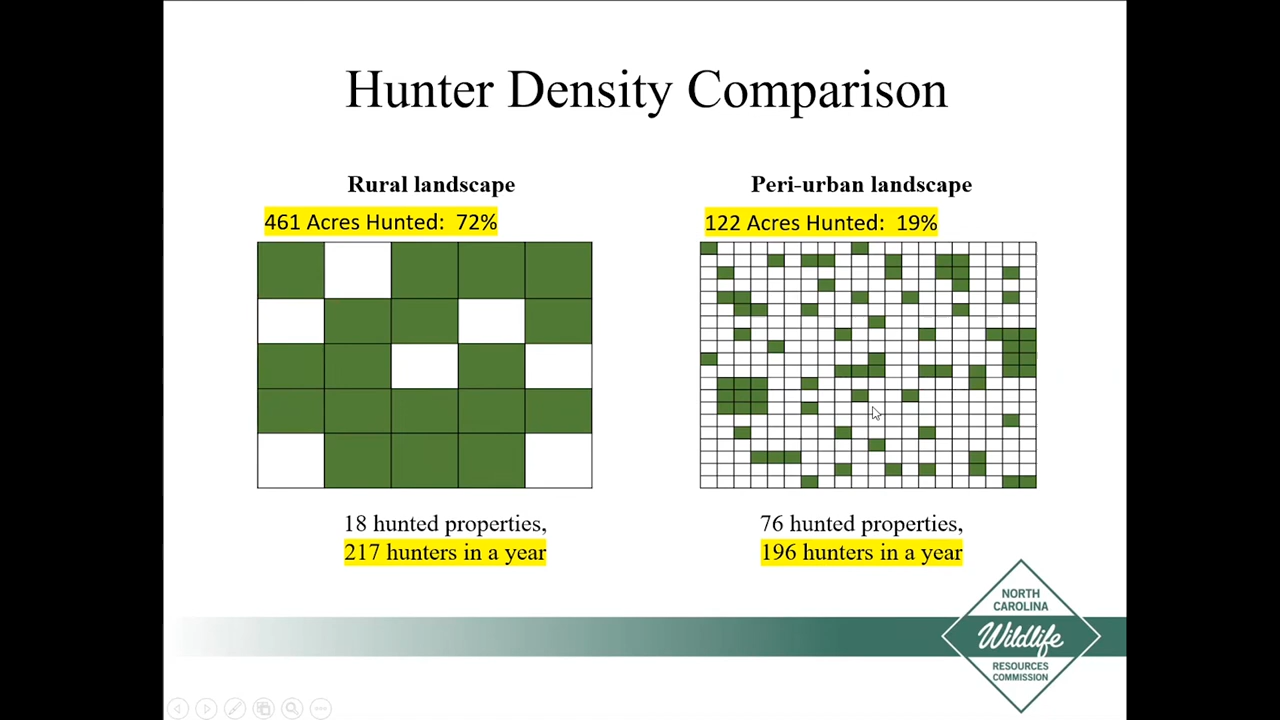 Hunter Density Comparison
Rural landscape
461 Acres Hunted: 72%
18 hunted properties,
217 hunters in a year
Peri-urban landscape
122 Acres Hunted: 19%
76 hunted properties,
196 hunters in a year
NORTH
CAROLINA
Wildlife
RESOURCES
COMMISSION